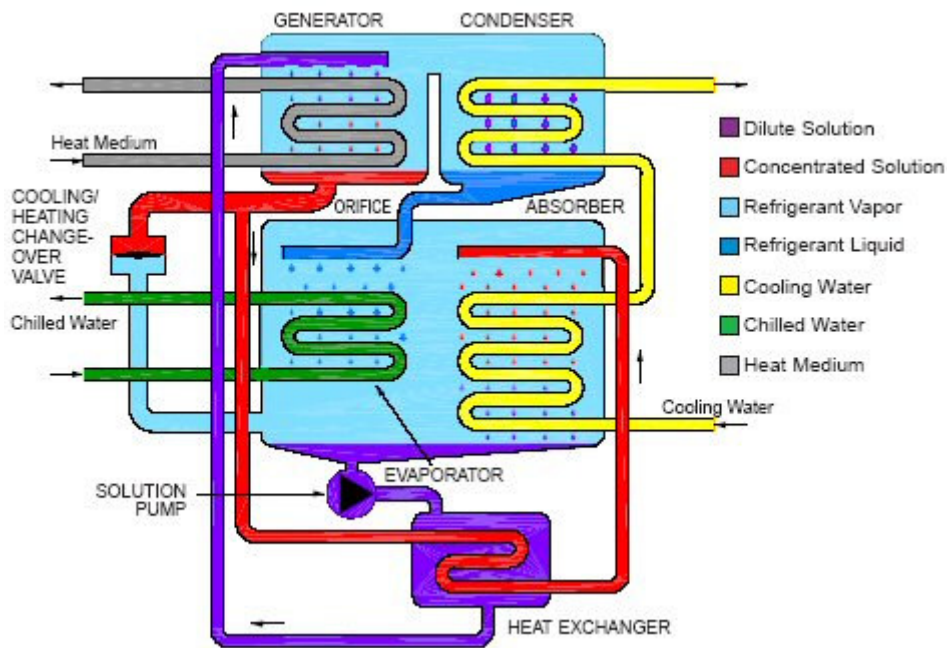 GENERATOR
CONDENSER
Heat Medium
COOLING/
HEATING
CHANGE-
OVER
VALVE
ORIFICE
ABSORBER
Chilled Water
Cooling Water
EVAPORATOR
SOLUTION
PUMP
HEAT EXCHANGER
Dilute Solution
Concentrated Solution
Refrigerant Vapor
Refrigerant Liquid
Cooling Water
Chilled Water
Heat Medium